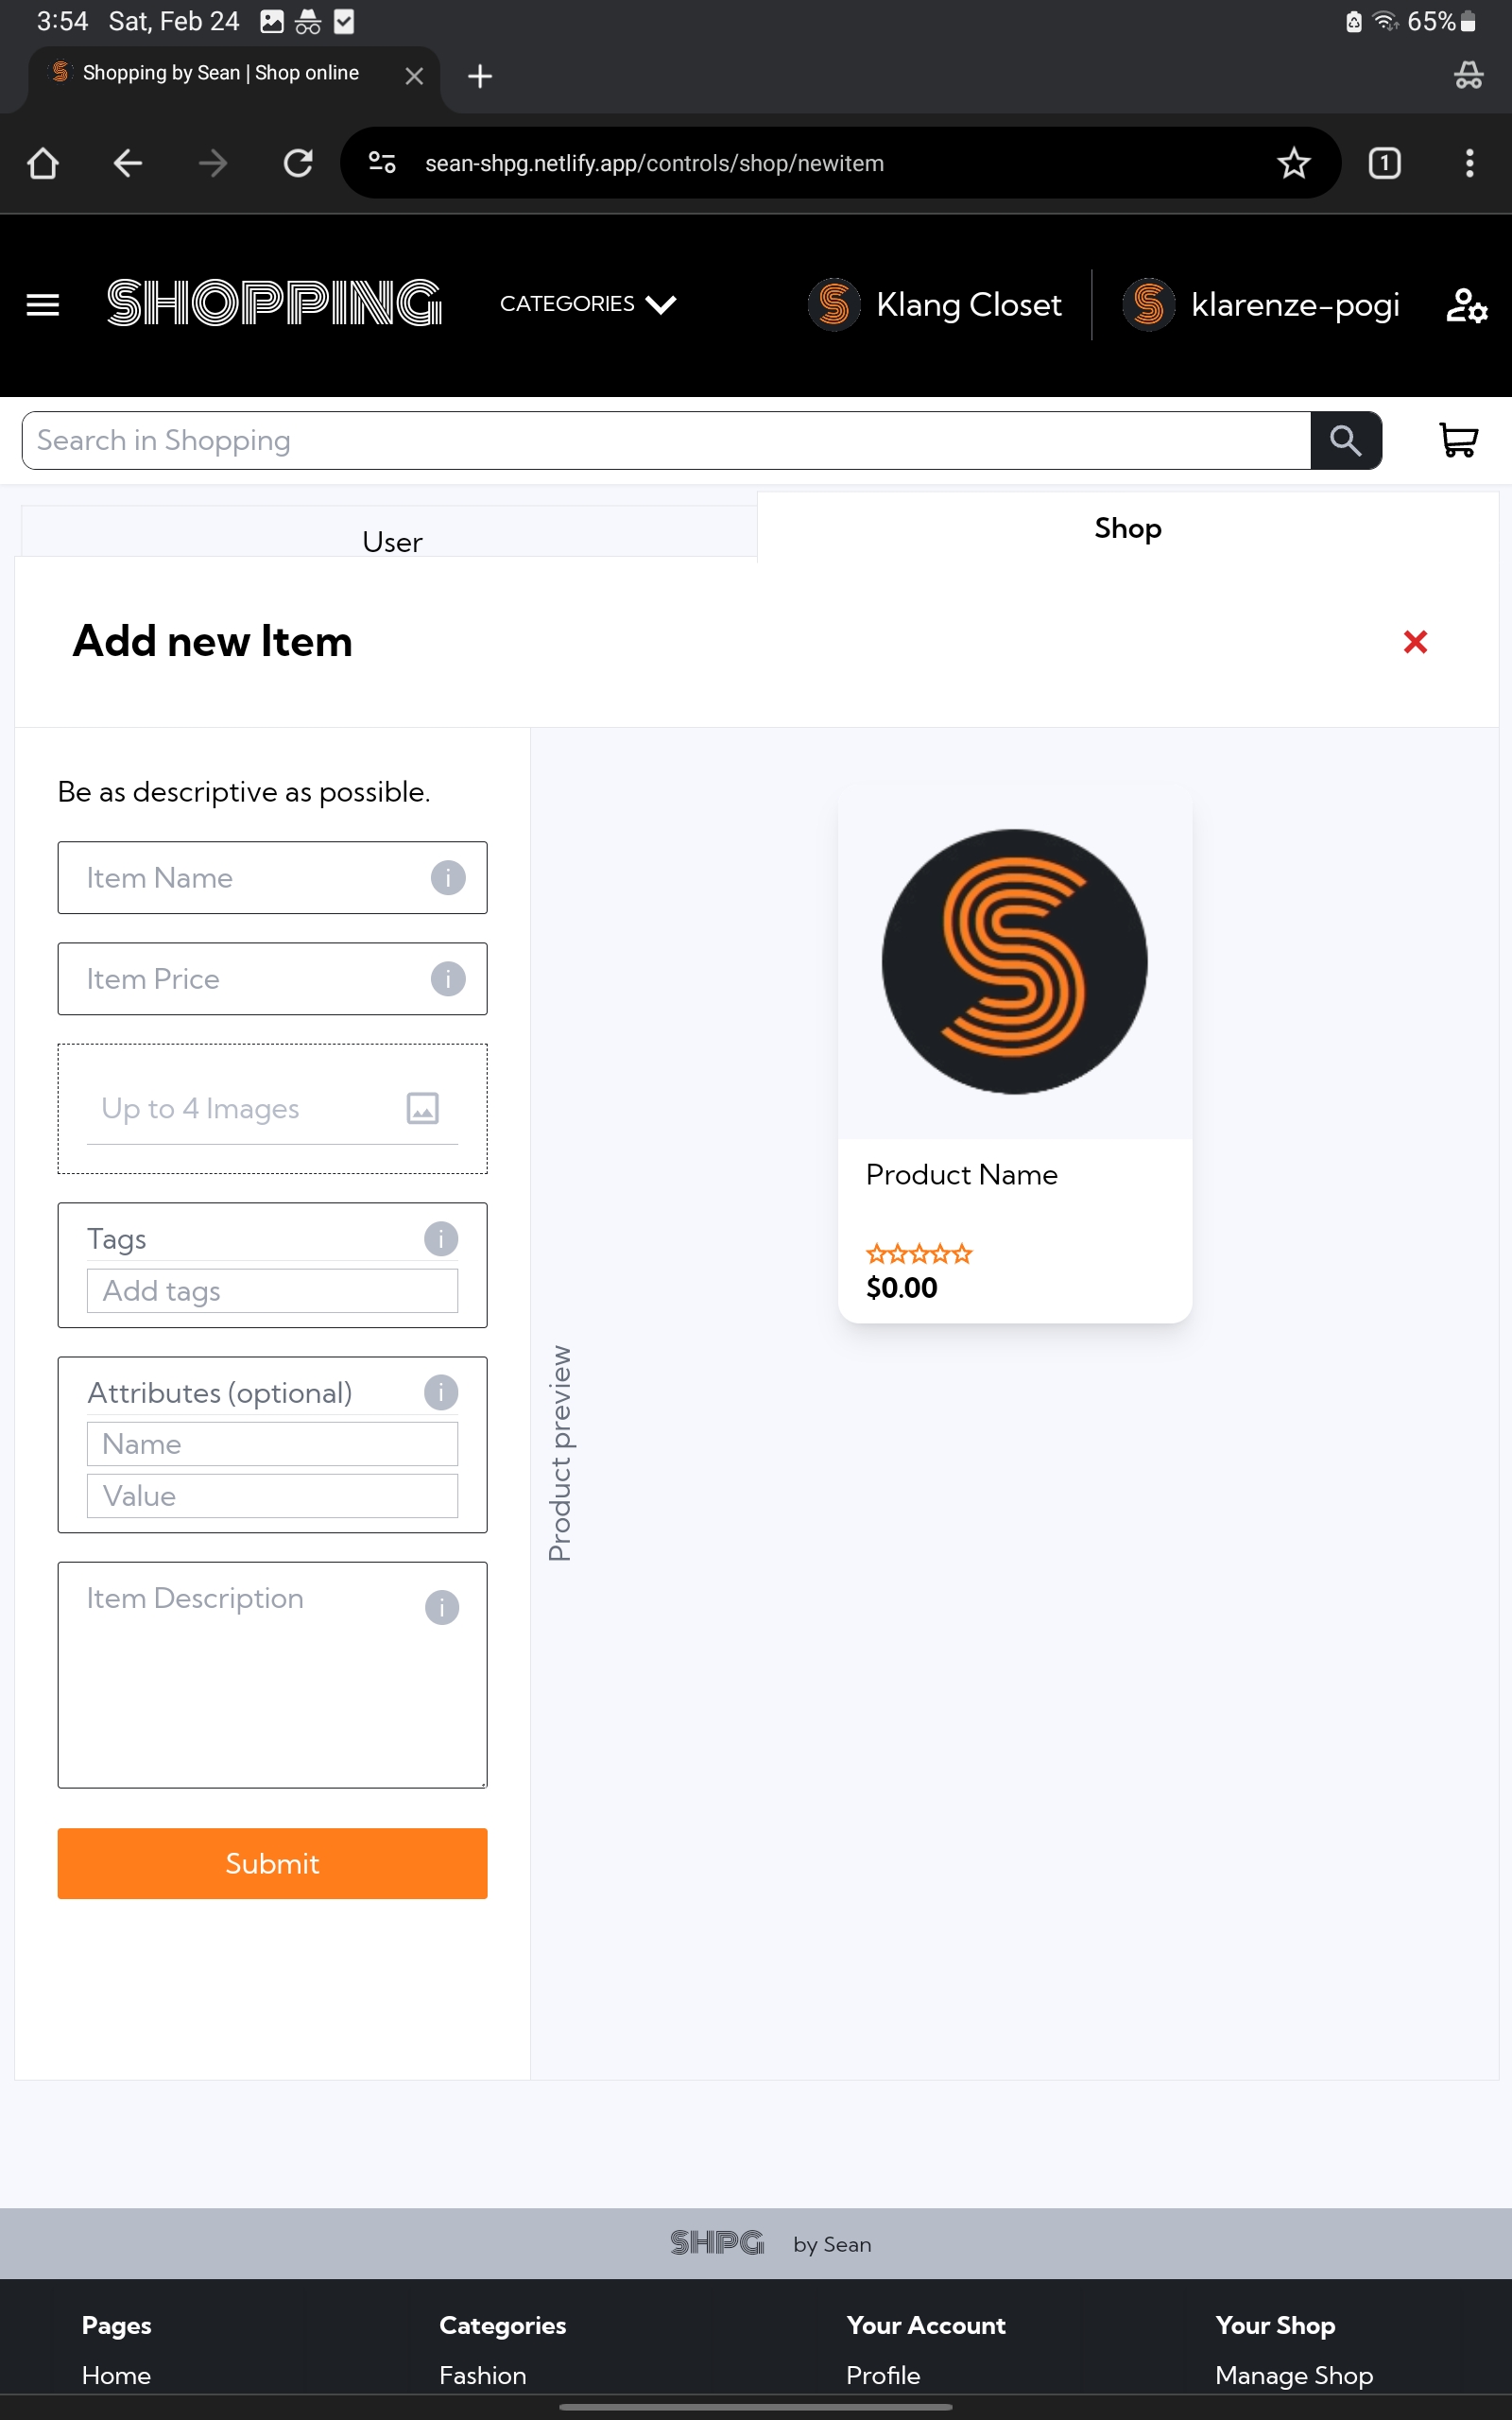 3:54 Sat, Feb 24 65%
Shopping by Sean | Shop online
sean-shpg.netlify.app/controls/shop/newitem 1
SHOPPING CATEGORIES Klang Closet klarenze-pogi
Search in Shopping
User Shop
Add new Item
Be as descriptive as possible.
Item Name i
Item Price i
Up to 4 Images
Tags i
Add tags
Attributes (optional) i
Name
Value
Item Description i
Submit
Product preview
S
Product Name
$0.00
SHPG by Sean
Pages Categories Your Account Your Shop
Home Fashion Profile Manage Shop